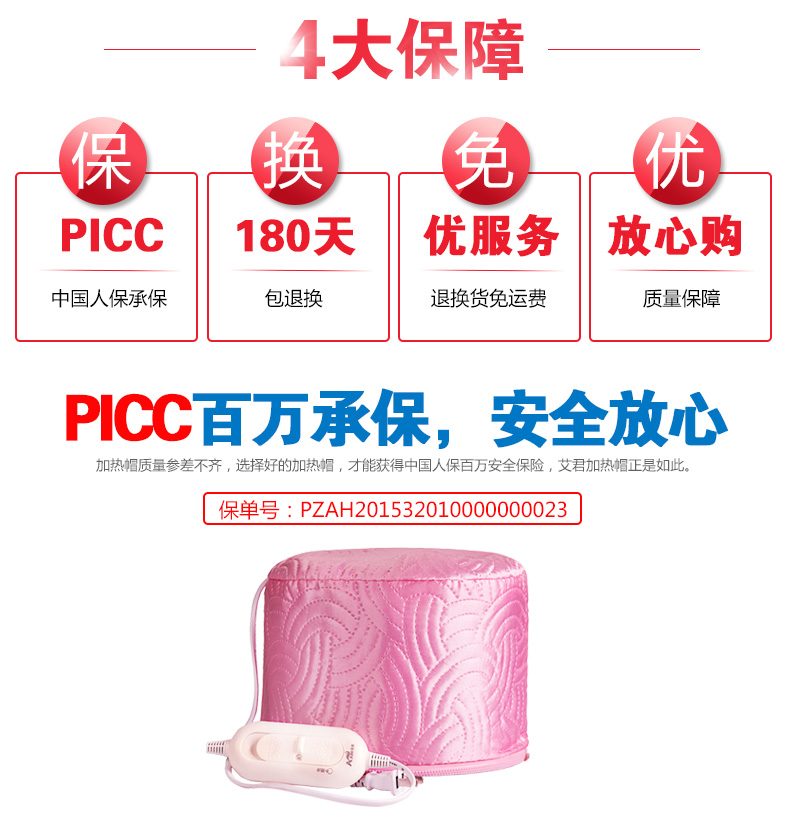 4大保障
保
换
免
优
PICC
180天
优服务
放心购
中国人保承保
包退换
退换货免运费
质量保障
PICC百万承保，安全放心
加热帽质量参差不齐，选择好的加热帽，才能获得中国人保百万安全保险，艾君加热帽正是如此。
保单号：PZAH201532010000000023